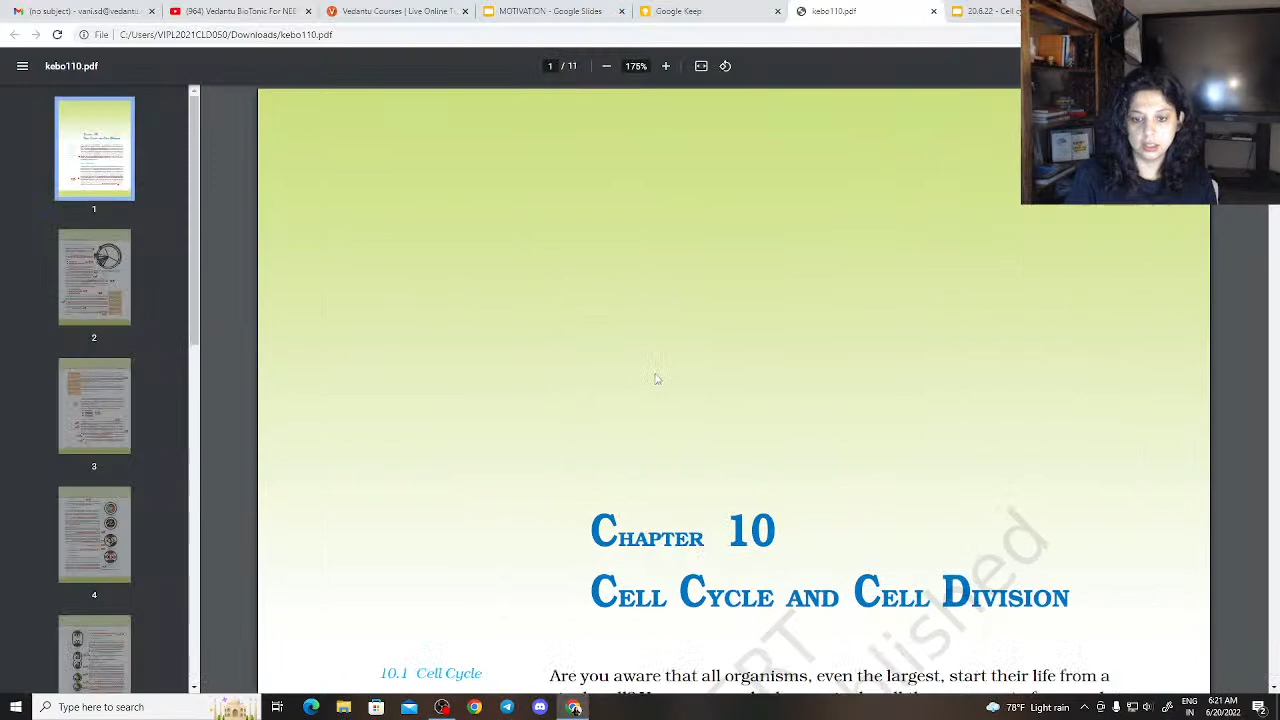 (no subject) - vanisd@vedantu.
(964) Vedantu BioTonic For NEE
Vedantu Courses | Live Online Tu
MOTIVATION - Google Slides
Google Keep
kebo110.pdf
20.6.22 - Cel cy
File
C:/Users/VIPL2021CLD050/Downloads/kebo110.pdf
kebo110.pdf
1 / 11
175%
1
2
3
4
CHAPTER 10
CELL CYCLE AND CELL DIVISION
10.1 Cell Cycle
Are you aware that all organisms, even the largest, start their life from a
Type here to search
78°F Light rain
ENG
IN
6:21 AM
6/20/2022
2